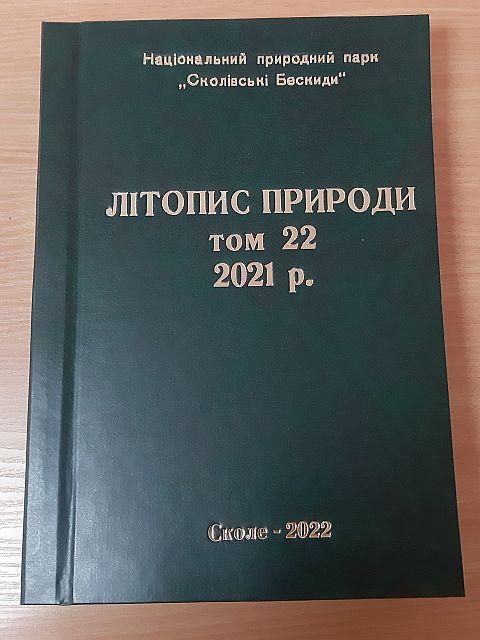 Національний природний парк
„Сколівські Бескиди"
ЛІТОПИС ПРИРОДИ
том 22
2021 р.
Сколе - 2022